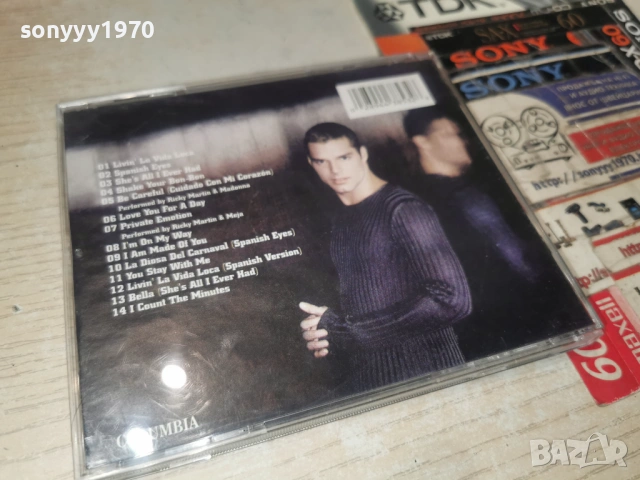 sonyyy1970
01 Livin' La Vida Loca
02 Spanish Eyes
03 She's All I Ever Had
04 Shake Your Bon-Bon
05 Be Careful (Cuidado Con Mi Corazón)
Performed by Ricky Martin & Madonna
06 Love You For A Day
07 Private Emotion
Performed by Ricky Martin & Meja
08 I'm On My Way
09 I Am Made Of You
10 La Diosa Del Carnaval (Spanish Eyes)
11 You Stay With Me
12 Livin' La Vida Loca (Spanish Version)
13 Bella (She's All I Ever Had)
14 I Count The Minutes
COLUMBIA
TDK
SONY
SONY
60
http://
maxell
60
BAZAR
bg